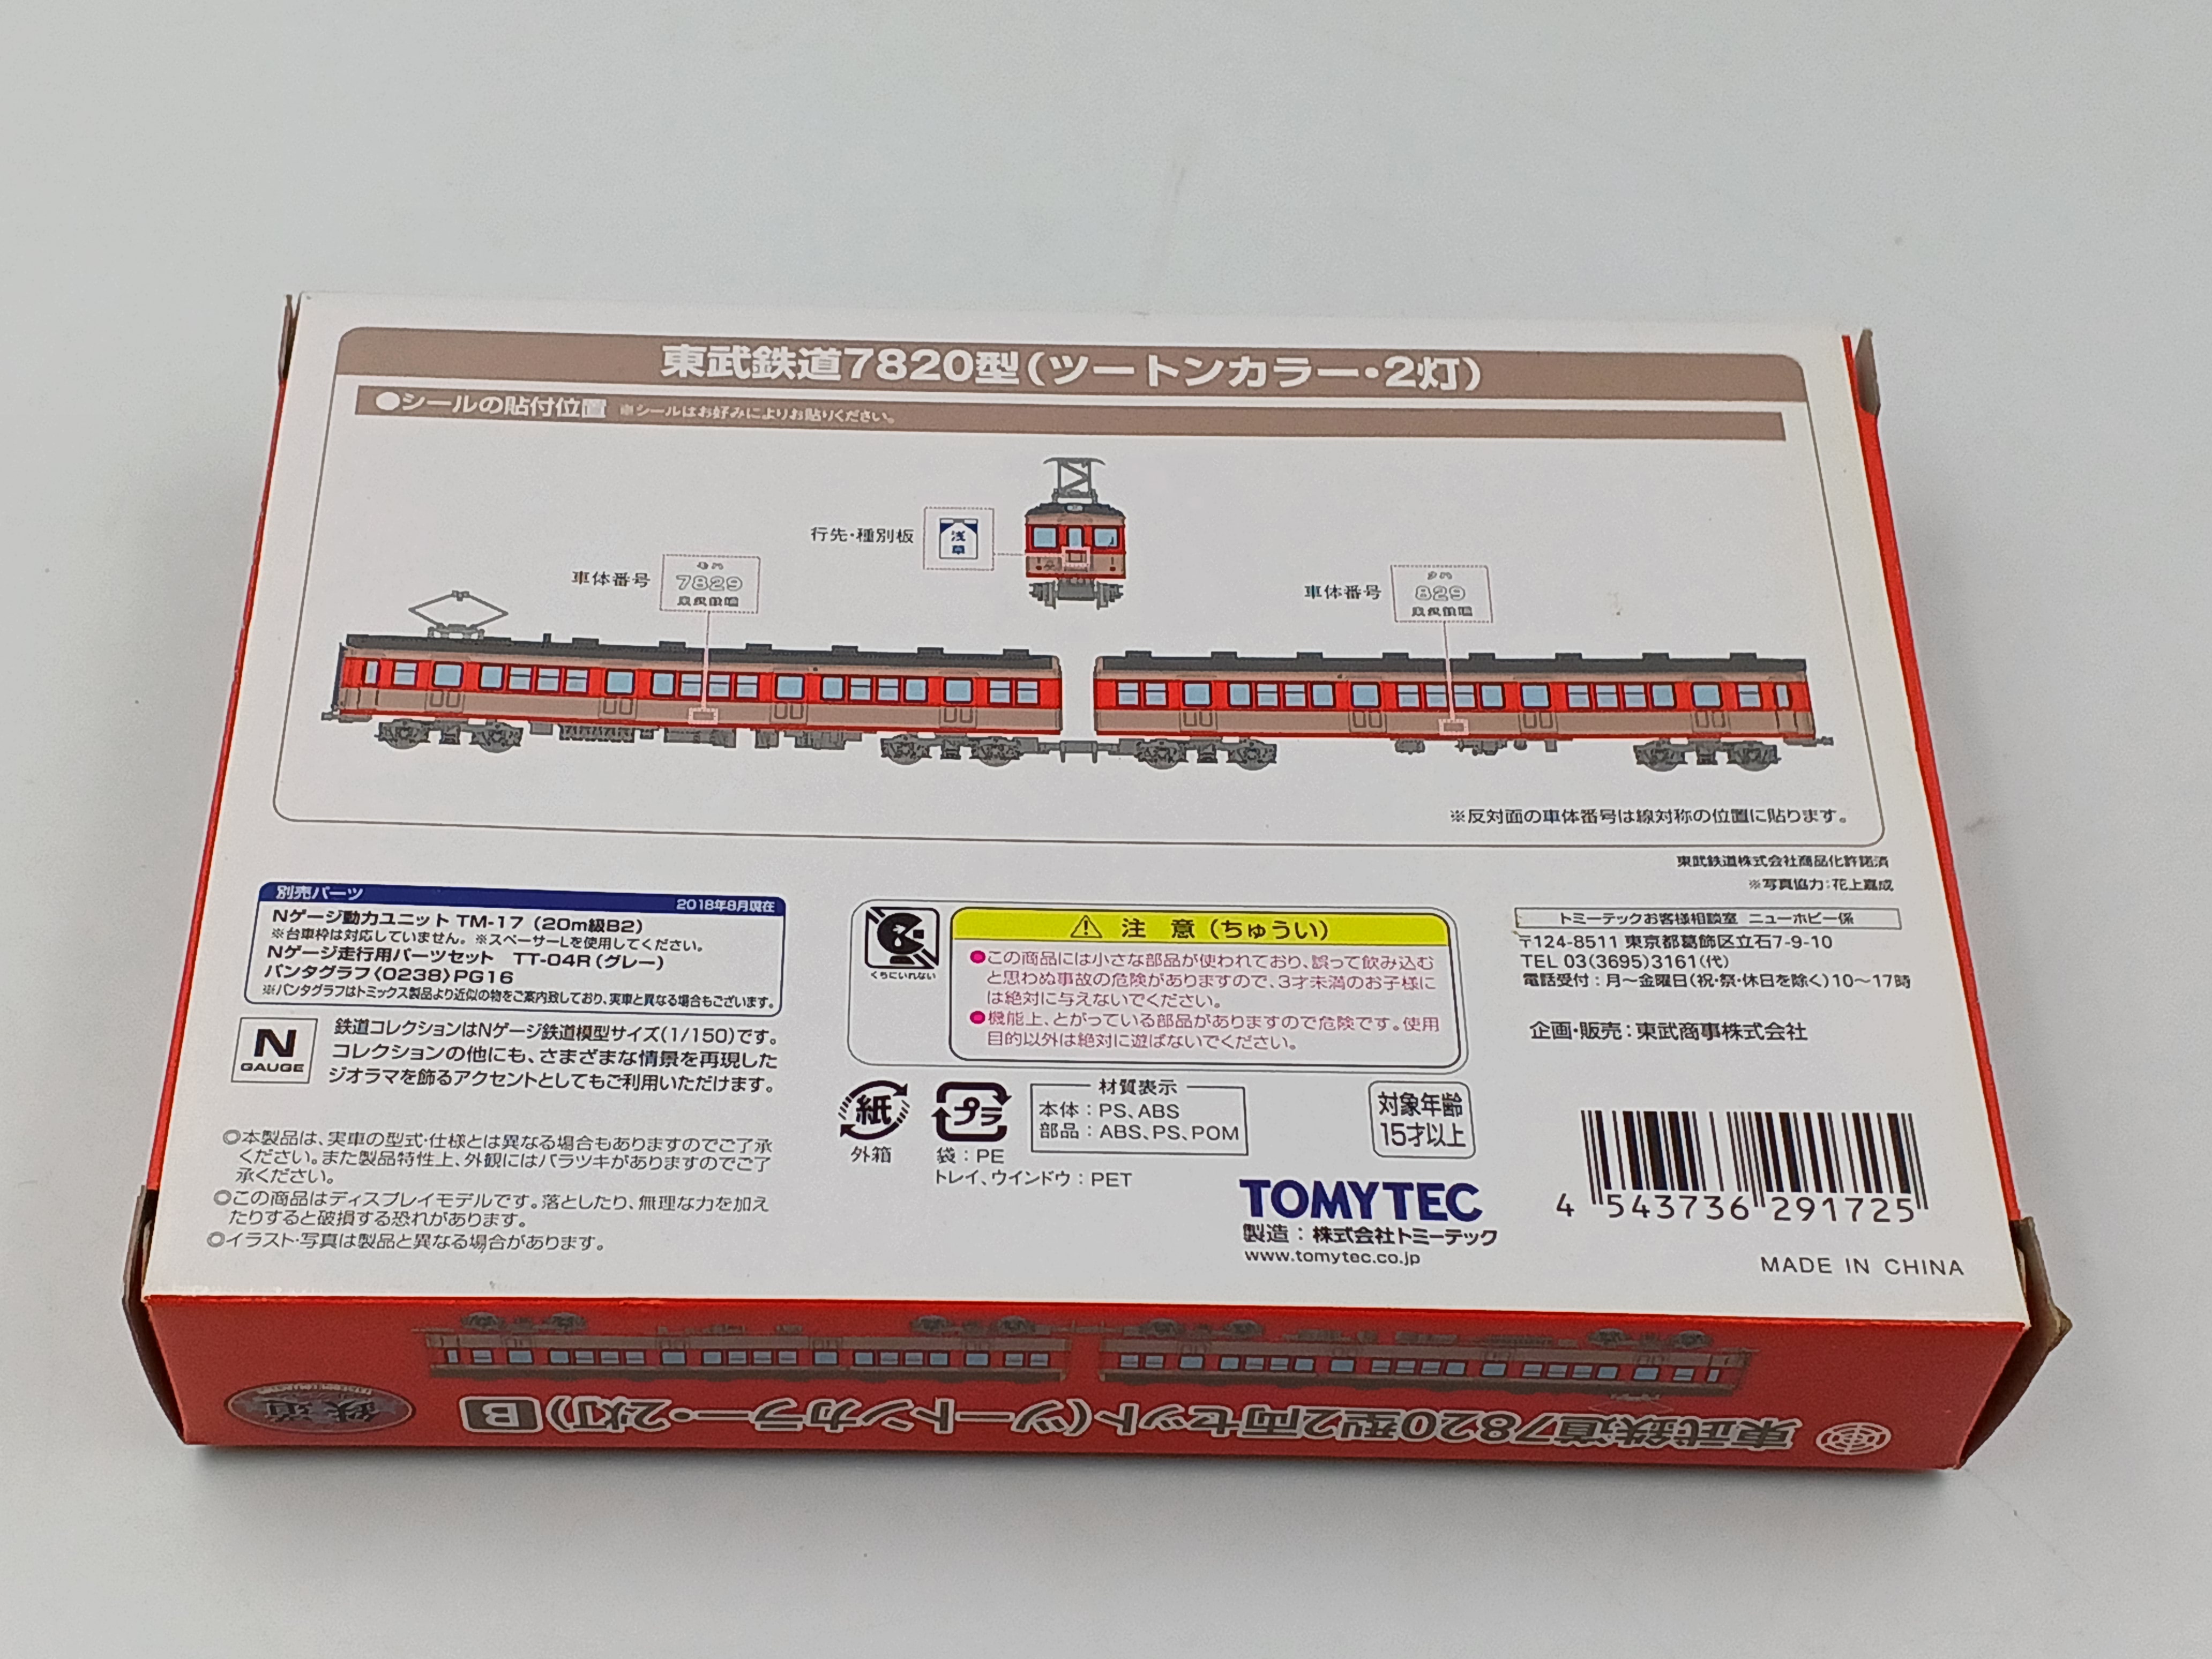 東武鉄道7820型(ツートンカラー・2灯)
●シールの貼付位置 ※シールはお好みによりお貼りください。
行先・種別板
浅草
車体番号
モハ
7829
東武鉄道
車体番号
クハ
829
東武鉄道
※反対面の車体番号は線対称の位置に貼ります。
東武鉄道株式会社商品化許諾済
※写真協力:花上嘉成
別売パーツ
2018年8月現在
Nゲージ動力ユニット TM-17 (20m級B2)
※台車枠は対応していません。※スペーサーLを使用してください。
Nゲージ走行用パーツセット TT-04R(グレー)
パンタグラフ〈0238〉PG16
※パンタグラフはトミックス製品より近似の物をご案内致しており、実車と異なる場合もございます。
N
GAUGE
鉄道コレクションはNゲージ鉄道模型サイズ(1/150)です。
コレクションの他にも、さまざまな情景を再現した
ジオラマを飾るアクセントとしてもご利用いただけます。
◎本製品は、実車の型式・仕様とは異なる場合もありますのでご了承
ください。また製品特性上、外観にはバラツキがありますのでご了
承ください。
◎この商品はディスプレイモデルです。落としたり、無理な力を加え
たりすると破損する恐れがあります。
◎イラスト・写真は製品と異なる場合があります。
くちにいれない
注 意 (ちゅうい)
●この商品には小さな部品が使われており、誤って飲み込む
と思わぬ事故の危険がありますので、3才未満のお子様に
は絶対に与えないでください。
●機能上、とがっている部品がありますので危険です。使用
目的以外は絶対に遊ばないでください。
紙
外箱
プラ
袋:PE
トレイ、ウインドウ:PET
材質表示
本体:PS、ABS
部品:ABS、PS、POM
対象年齢
15才以上
TOMYTEC
製造:株式会社トミーテック
www.tomytec.co.jp
トミーテックお客様相談室 ニューホビー係
〒124-8511 東京都葛飾区立石7-9-10
TEL 03(3695)3161(代)
電話受付:月〜金曜日(祝・祭・休日を除く)10〜17時
企画・販売:東武商事株式会社
4 543736 291725
MADE IN CHINA
東武鉄道7820型2両セット(ツートンカラー・2灯) B
鉄道